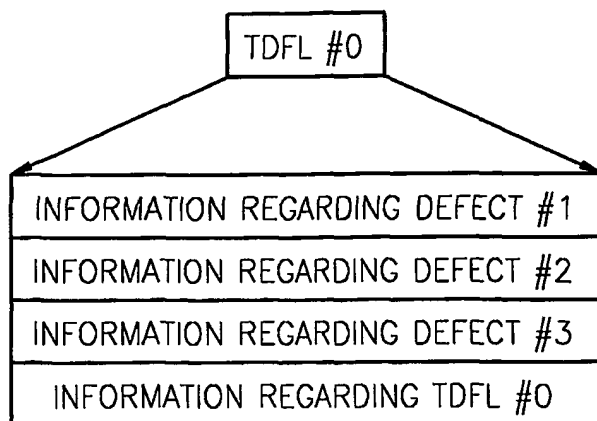 TDFL #0
INFORMATION REGARDING DEFECT #1
INFORMATION REGARDING DEFECT #2
INFORMATION REGARDING DEFECT #3
INFORMATION REGARDING TDFL #0